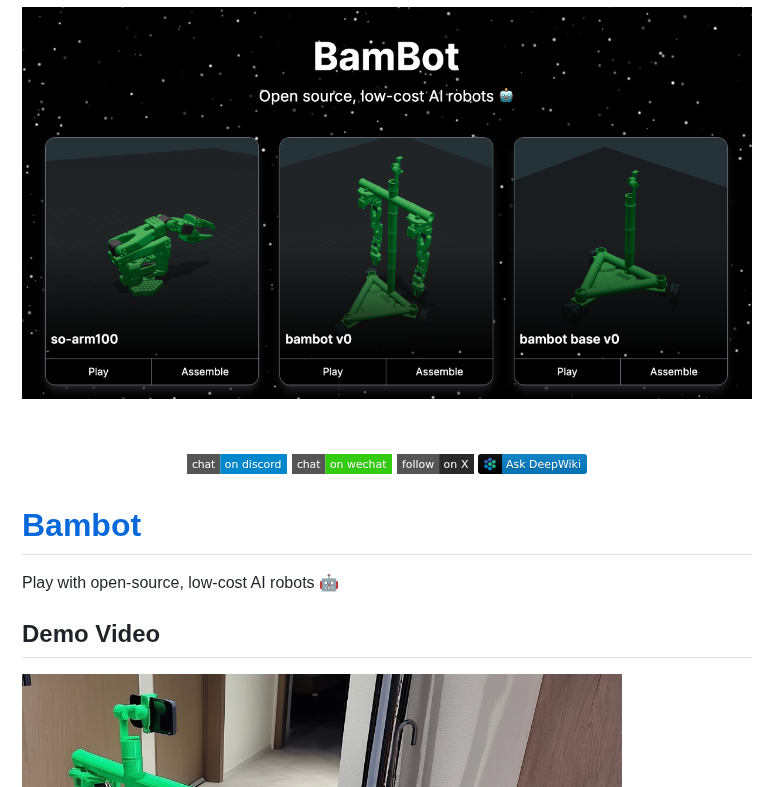 BamBot
Open source, low-cost AI robots 🤖
so-arm100
Play
Assemble
bambot v0
Play
Assemble
bambot base v0
Play
Assemble
chat on discord
chat on wechat
follow on X
Ask DeepWiki
Bambot
Play with open-source, low-cost AI robots 🤖
Demo Video